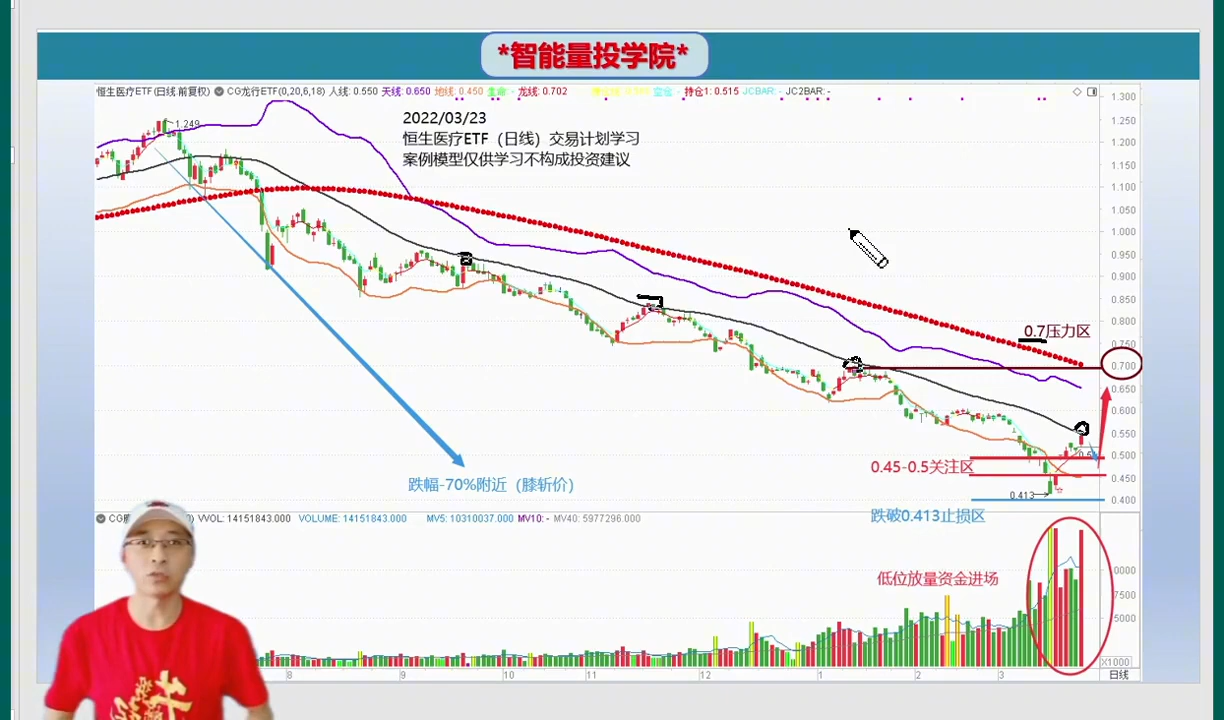 *智能量投学院*
恒生医疗ETF(日线 前复权) CG龙行ETF(0,20,6,18) 人线: 0.550 天线: 0.650 地线: 0.450 生命: - 龙线: 0.702 空仓: - 持仓1: 0.515 JCBAR: - JC2BAR: -
1.300
1.249
2022/03/23
恒生医疗ETF（日线）交易计划学习
案例模型仅供学习不构成投资建议
1.250
1.200
1.150
1.100
1.050
1.000
0.950
0.900
0.850
0.800
0.7压力区
0.750
0.700
0.650
0.600
0.550
0.500
0.45-0.5关注区
0.450
跌幅-70%附近（膝斩价）
0.413
0.400
跌破0.413止损区
VVOL: 14151843.000 VOLUME: 14151843.000 MV5: 10310037.000 MV10: - MV40: 5977296.000
低位放量资金进场
7500
5000
X1000
8 9 10 11 12 1 2 3 日线